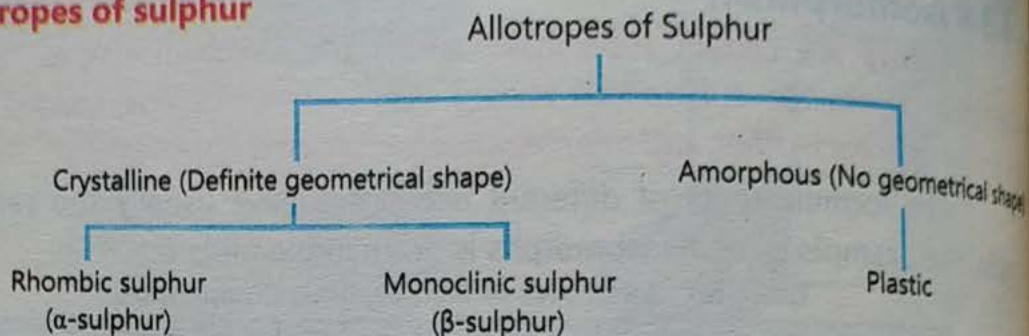 ropes of sulphur
Allotropes of Sulphur
Crystalline (Definite geometrical shape)
Amorphous (No geometrical shape
Rhombic sulphur
(α-sulphur)
Monoclinic sulphur
(β-sulphur)
Plastic